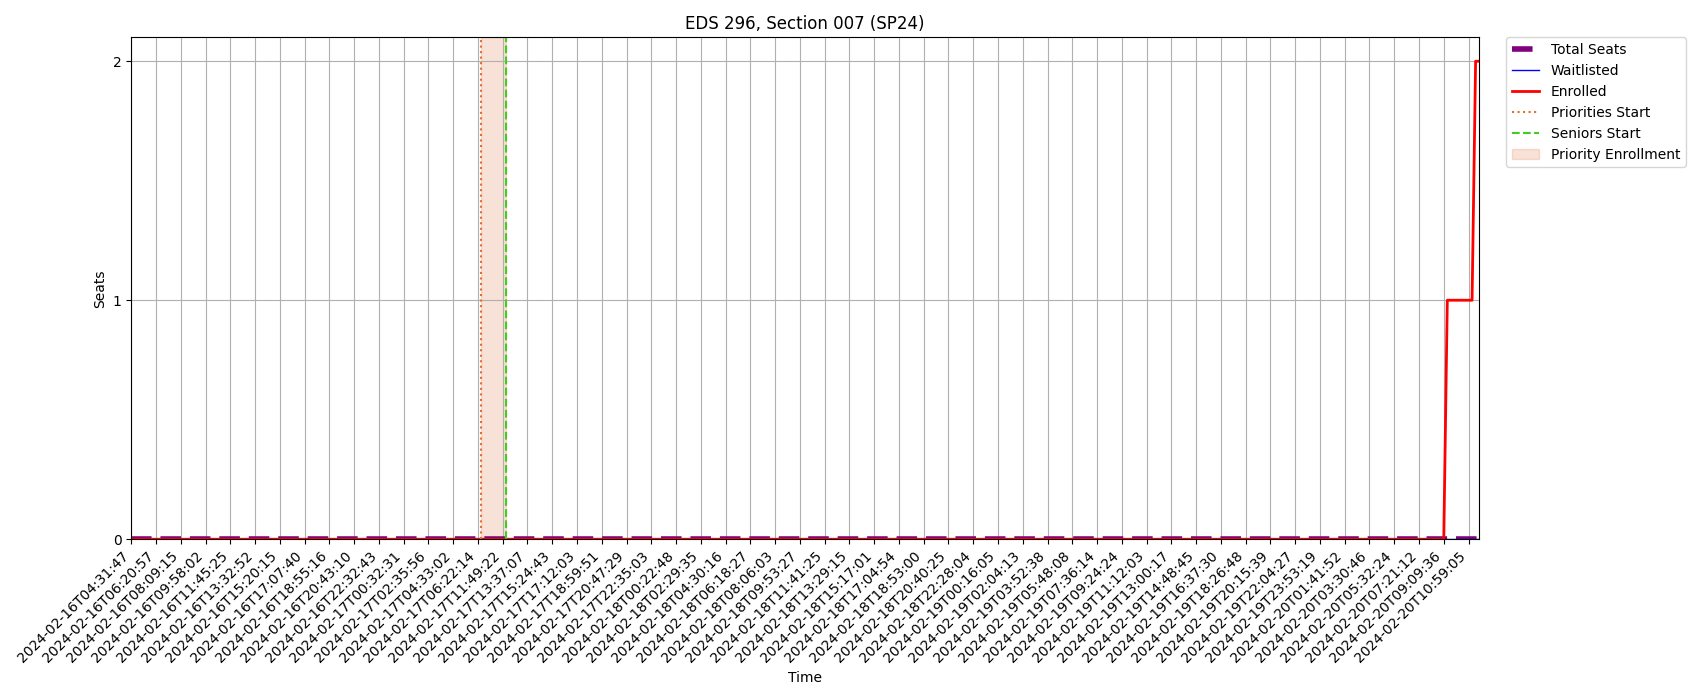 EDS 296, Section 007 (SP24)
Total Seats
Waitlisted
Enrolled
Priorities Start
Seniors Start
Priority Enrollment
Seats
2
1
0
2024-02-16T04:31:47
2024-02-16T06:20:57
2024-02-16T08:09:15
2024-02-16T09:58:02
2024-02-16T11:45:25
2024-02-16T13:32:52
2024-02-16T15:20:15
2024-02-16T17:07:40
2024-02-16T18:55:16
2024-02-16T20:43:10
2024-02-16T22:32:43
2024-02-17T00:32:31
2024-02-17T02:35:56
2024-02-17T04:33:02
2024-02-17T06:22:14
2024-02-17T11:49:22
2024-02-17T13:37:07
2024-02-17T15:24:43
2024-02-17T17:12:03
2024-02-17T18:59:51
2024-02-17T20:47:29
2024-02-17T22:35:03
2024-02-18T00:22:48
2024-02-18T02:29:35
2024-02-18T04:30:16
2024-02-18T06:18:27
2024-02-18T08:06:03
2024-02-18T09:53:27
2024-02-18T11:41:25
2024-02-18T13:29:15
2024-02-18T15:17:01
2024-02-18T17:04:54
2024-02-18T18:53:00
2024-02-18T20:40:25
2024-02-18T22:28:04
2024-02-19T00:16:05
2024-02-19T02:04:13
2024-02-19T03:52:38
2024-02-19T05:48:08
2024-02-19T07:36:14
2024-02-19T09:24:24
2024-02-19T11:12:03
2024-02-19T13:00:17
2024-02-19T14:48:45
2024-02-19T16:37:30
2024-02-19T18:26:48
2024-02-19T20:15:39
2024-02-19T22:04:27
2024-02-19T23:53:19
2024-02-20T01:41:52
2024-02-20T03:30:46
2024-02-20T05:32:24
2024-02-20T07:21:12
2024-02-20T09:09:36
2024-02-20T10:59:05
Time